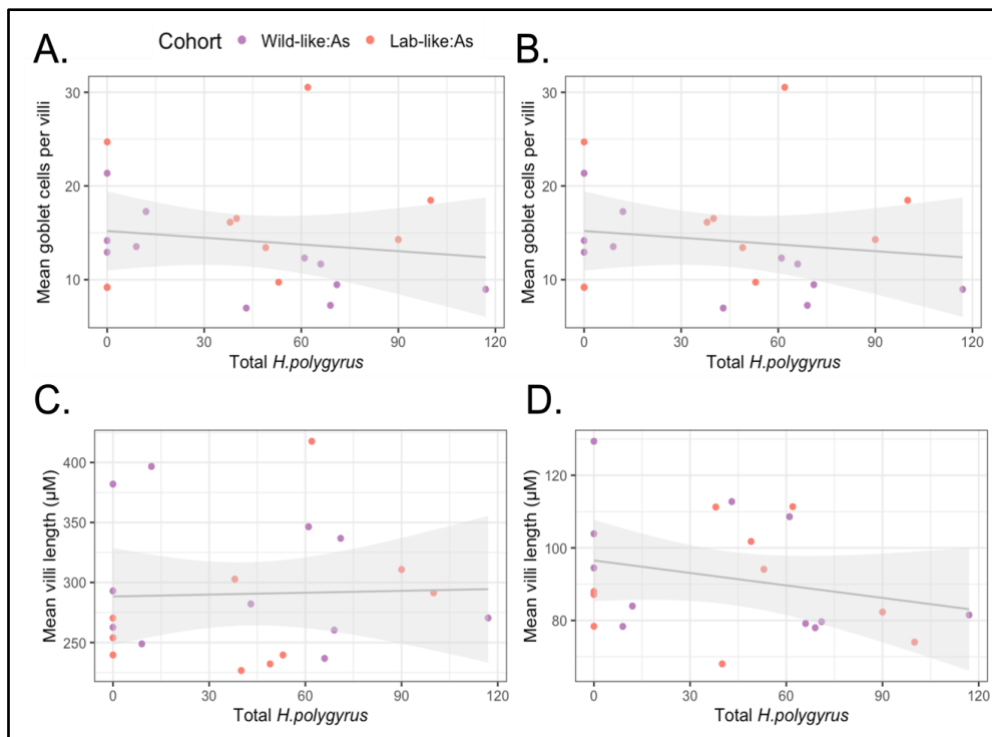 A.
Cohort Wild-like:As Lab-like:As
B.
Mean goblet cells per villi
30
20
10
0 30 60 90 120
Total H.polygyrus
Mean goblet cells per villi
30
20
10
0 30 60 90 120
Total H.polygyrus
C.
Mean villi length (µM)
400
350
300
250
0 30 60 90 120
Total H.polygyrus
D.
Mean villi length (µM)
120
100
80
0 30 60 90 120
Total H.polygyrus